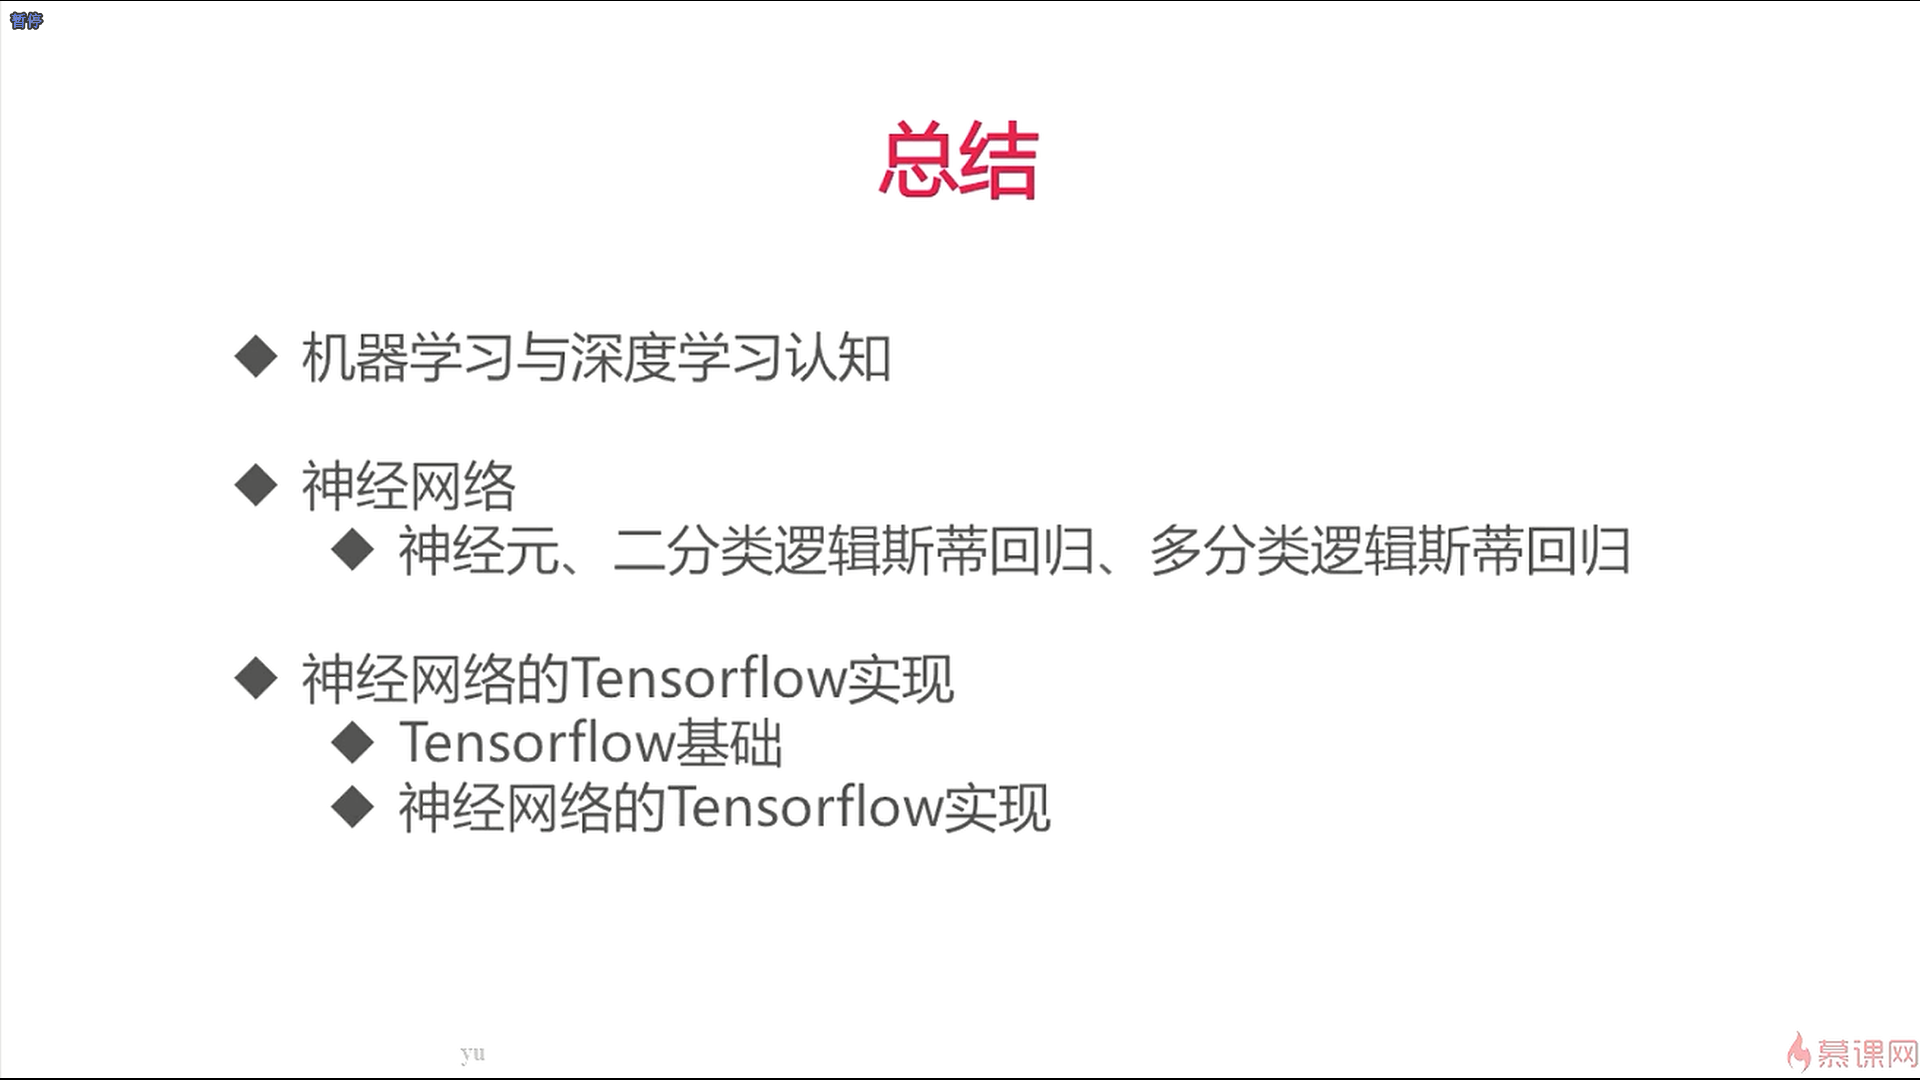 暂停
总结
◆ 机器学习与深度学习认知
◆ 神经网络
◆ 神经元、二分类逻辑斯蒂回归、多分类逻辑斯蒂回归
◆ 神经网络的Tensorflow实现
◆ Tensorflow基础
◆ 神经网络的Tensorflow实现
yu
慕课网